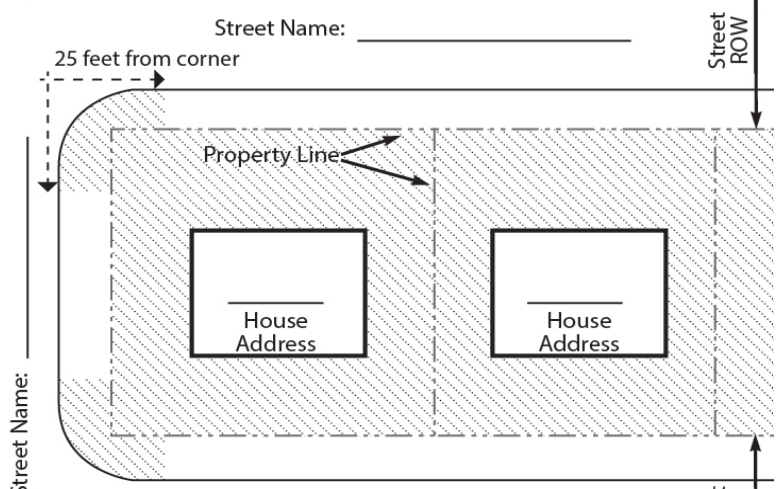 Street Name:
Street
ROW
25 feet from corner
Property Line
House
Address
House
Address
Street Name: